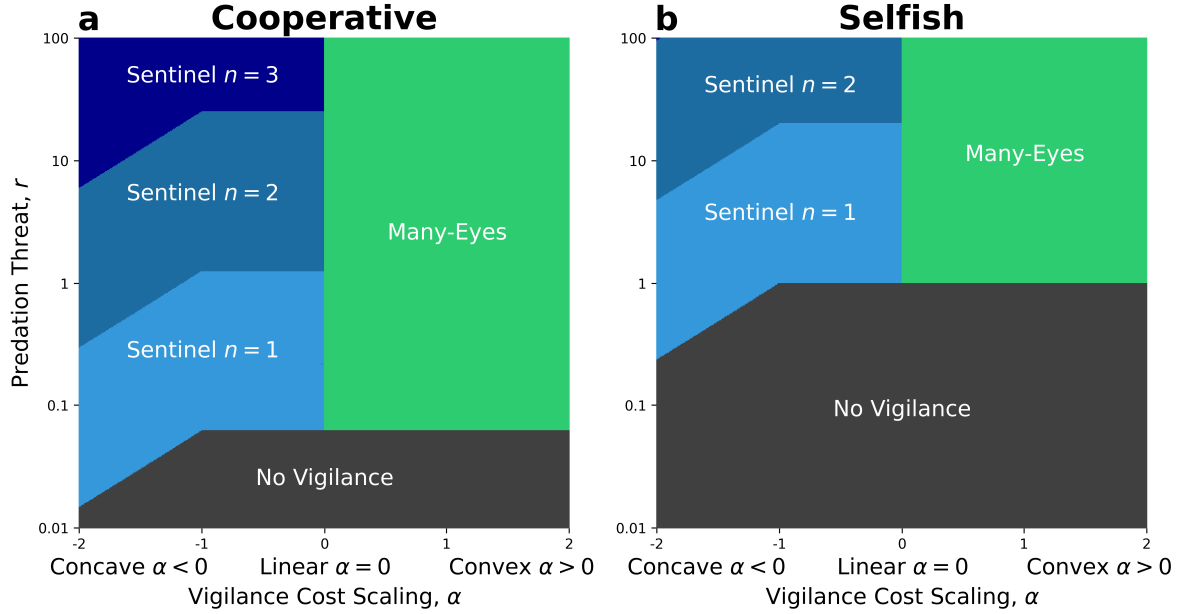 a Cooperative
100
10
1
0.1
0.01
Predation Threat, r
Sentinel n = 3
Sentinel n = 2
Sentinel n = 1
Many-Eyes
No Vigilance
-2 -1 0 1 2
Concave α < 0 Linear α = 0 Convex α > 0
Vigilance Cost Scaling, α
b Selfish
100
10
1
0.1
0.01
Sentinel n = 2
Sentinel n = 1
Many-Eyes
No Vigilance
-2 -1 0 1 2
Concave α < 0 Linear α = 0 Convex α > 0
Vigilance Cost Scaling, α